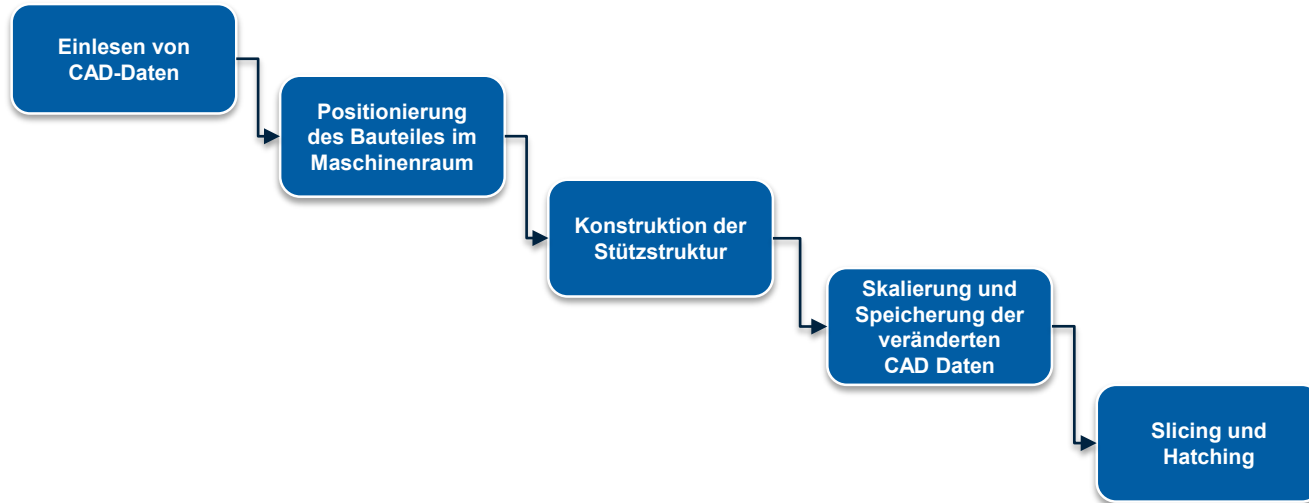 Einlesen von
CAD-Daten
Positionierung
des Bauteiles im
Maschinenraum
Konstruktion der
Stützstruktur
Skalierung und
Speicherung der
veränderten
CAD Daten
Slicing und
Hatching